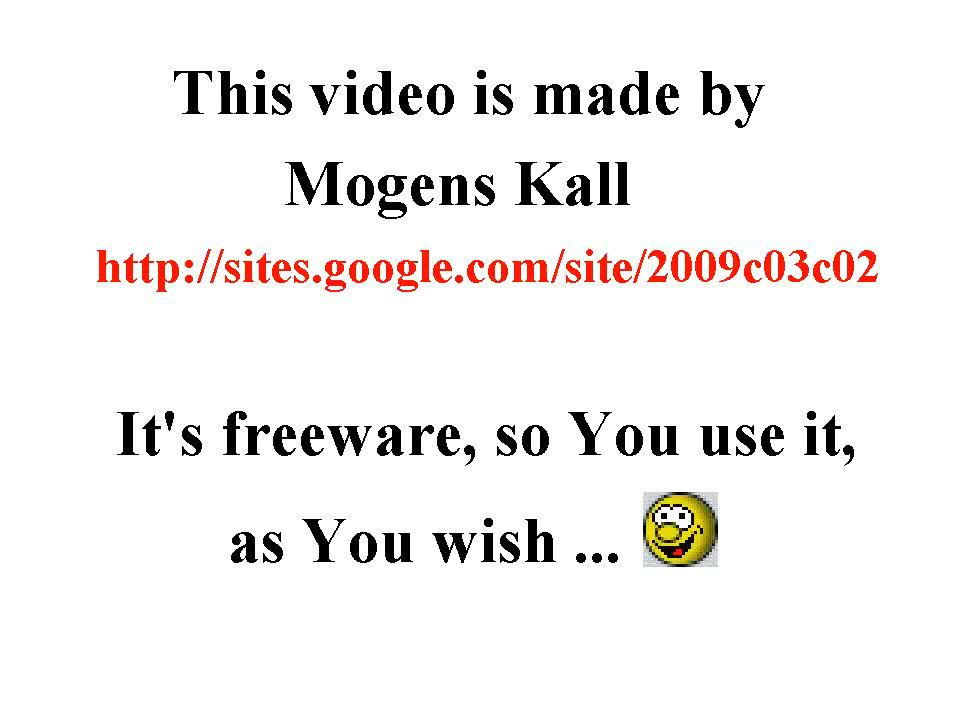 This video is made by
Mogens Kall
http://sites.google.com/site/2009c03c02
It's freeware, so You use it,
as You wish ...